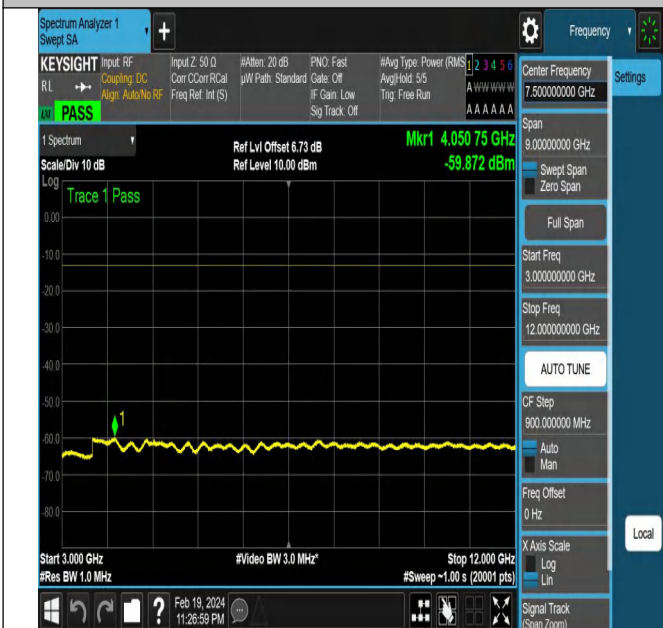 Spectrum Analyzer 1
Swept SA
+
Frequency
KEYSIGHT
RL
LXI
PASS
Input: RF
Coupling: DC
Align: Auto/No RF
Input Z: 50 Ω
Corr CCorr RCal
Freq Ref: Int (S)
#Atten: 20 dB
µW Path: Standard
PNO: Fast
Gate: Off
IF Gain: Low
Sig Track: Off
#Avg Type: Power (RMS
Avg|Hold: 5/5
Trig: Free Run
1 2 3 4 5 6
A W W W W W
A A A A A A
1 Spectrum
Scale/Div 10 dB
Ref Lvl Offset 6.73 dB
Ref Level 10.00 dBm
Mkr1 4.050 75 GHz
-59.872 dBm
Log
Trace 1 Pass
0.00
-10.0
-20.0
-30.0
-40.0
-50.0
-60.0
-70.0
-80.0
1
Start 3.000 GHz
#Res BW 1.0 MHz
#Video BW 3.0 MHz*
Stop 12.000 GHz
#Sweep ~1.00 s (20001 pts)
?
Feb 19, 2024
11:26:59 PM
Center Frequency
7.500000000 GHz
Settings
Span
9.00000000 GHz
Swept Span
Zero Span
Full Span
Start Freq
3.000000000 GHz
Stop Freq
12.000000000 GHz
AUTO TUNE
CF Step
900.000000 MHz
Auto
Man
Freq Offset
0 Hz
X Axis Scale
Log
Lin
Local
Signal Track
(Span Zoom)